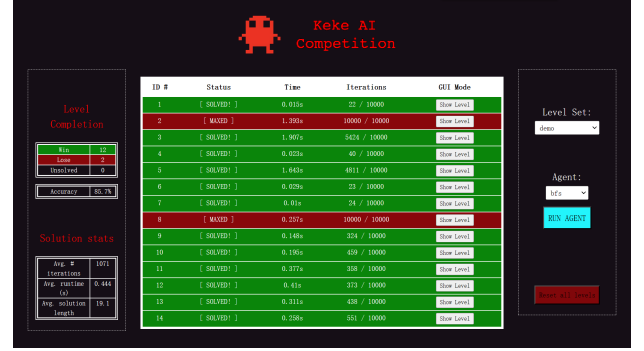 Keke AI
Competition
Level
Completion
Win 12
Lose 2
Unsolved 0
Accuracy 85.7%
Solution stats
Avg. # iterations 1071
Avg. runtime (s) 0.444
Avg. solution length 19.1
ID # Status Time Iterations GUI Mode
1 [ SOLVED! ] 0.015s 22 / 10000 Show Level
2 [ MAXED ] 1.393s 10000 / 10000 Show Level
3 [ SOLVED! ] 1.907s 5424 / 10000 Show Level
4 [ SOLVED! ] 0.023s 40 / 10000 Show Level
5 [ SOLVED! ] 1.643s 4811 / 10000 Show Level
6 [ SOLVED! ] 0.029s 23 / 10000 Show Level
7 [ SOLVED! ] 0.01s 24 / 10000 Show Level
8 [ MAXED ] 0.257s 10000 / 10000 Show Level
9 [ SOLVED! ] 0.148s 324 / 10000 Show Level
10 [ SOLVED! ] 0.195s 459 / 10000 Show Level
11 [ SOLVED! ] 0.377s 358 / 10000 Show Level
12 [ SOLVED! ] 0.41s 373 / 10000 Show Level
13 [ SOLVED! ] 0.311s 438 / 10000 Show Level
14 [ SOLVED! ] 0.258s 551 / 10000 Show Level
Level Set:
demo
Agent:
bfs
RUN AGENT
Reset all levels